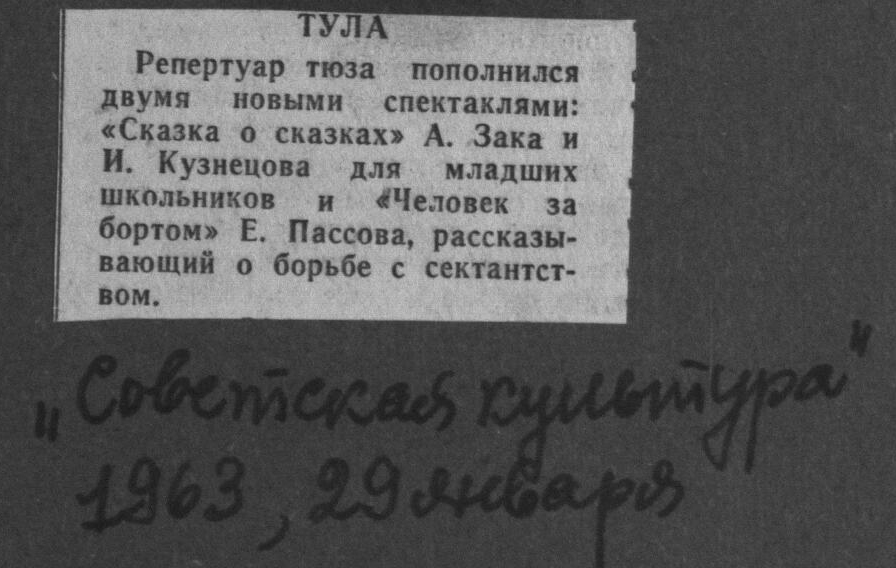 ТУЛА
Репертуар тюза пополнился
двумя новыми спектаклями:
«Сказка о сказках» А. Зака и
И. Кузнецова для младших
школьников и «Человек за
бортом» Е. Пассова, рассказы-
вающий о борьбе с сектантст-
вом.
„Советская культура"
1963, 29 января